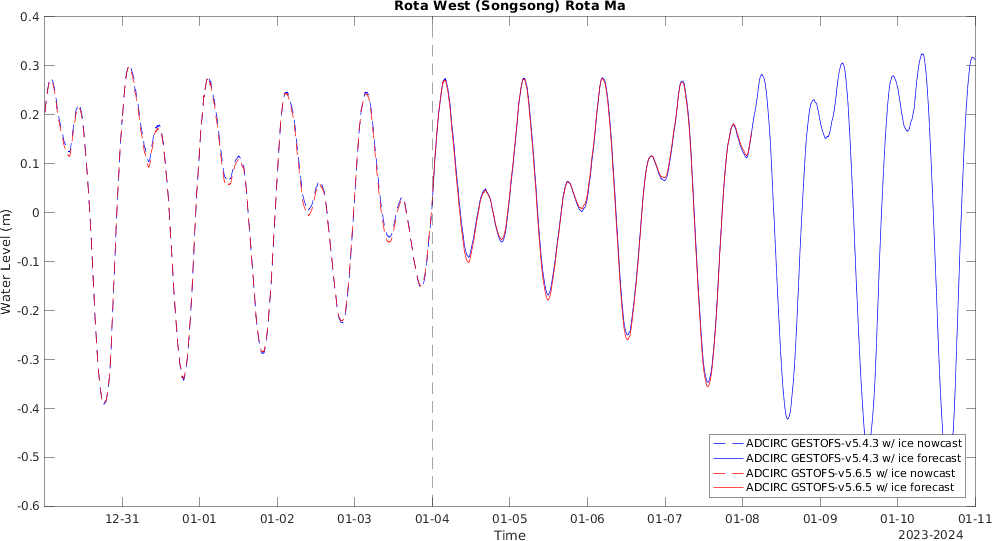 Rota West (Songsong) Rota Ma
0.4
0.3
0.2
0.1
0
-0.1
-0.2
-0.3
-0.4
-0.5
-0.6
Water Level (m)
ADCIRC GESTOFS-v5.4.3 w/ ice nowcast
ADCIRC GESTOFS-v5.4.3 w/ ice forecast
ADCIRC GSTOFS-v5.6.5 w/ ice nowcast
ADCIRC GSTOFS-v5.6.5 w/ ice forecast
12-31 01-01 01-02 01-03 01-04 01-05 01-06 01-07 01-08 01-09 01-10 01-11
Time
2023-2024